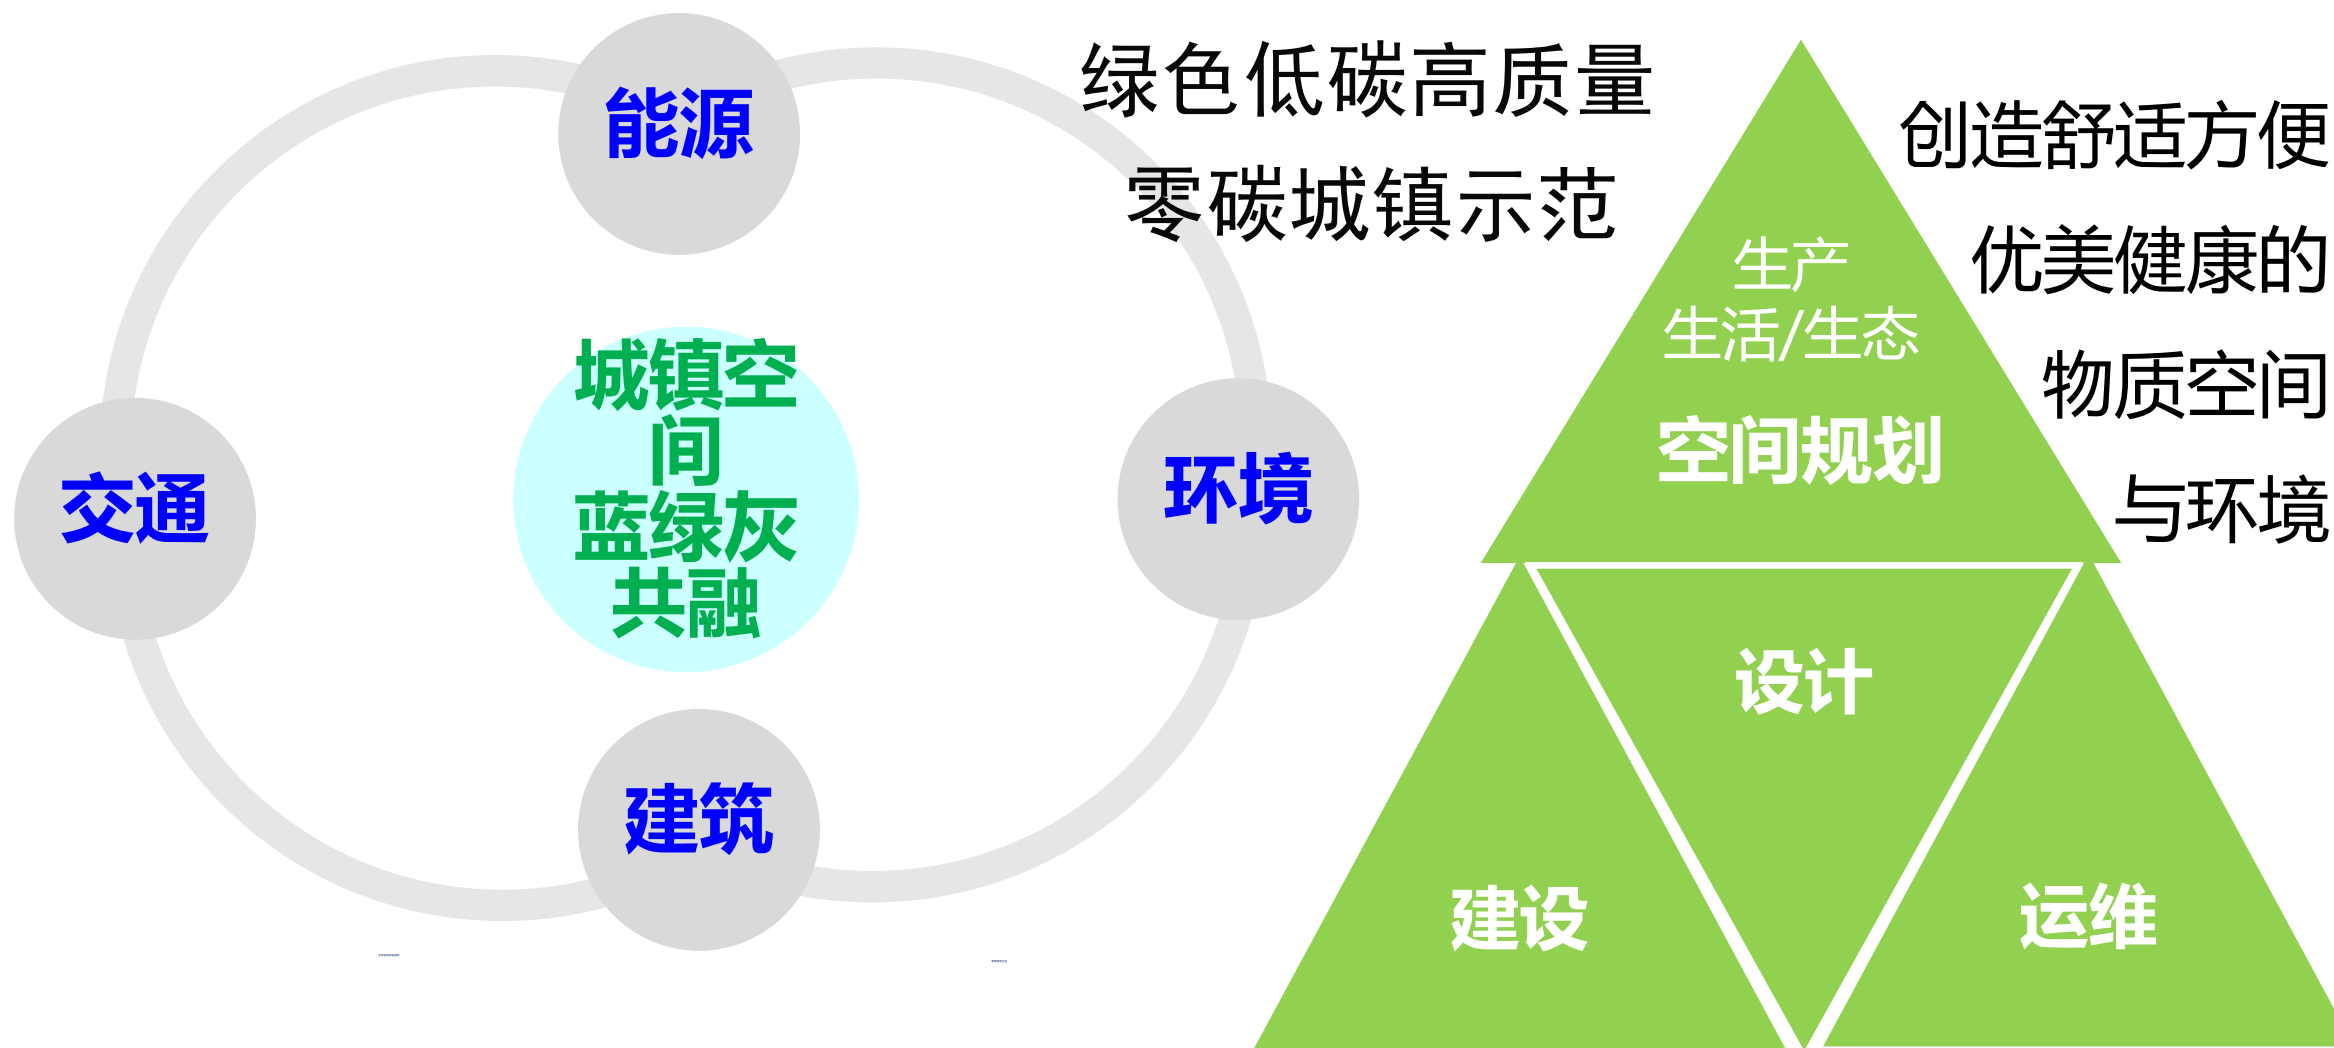 能源
城镇空
间
蓝绿灰
共融
交通
环境
建筑
绿色低碳高质量
零碳城镇示范
创造舒适方便
优美健康的
物质空间
与环境
生产
生活/生态
空间规划
设计
建设
运维